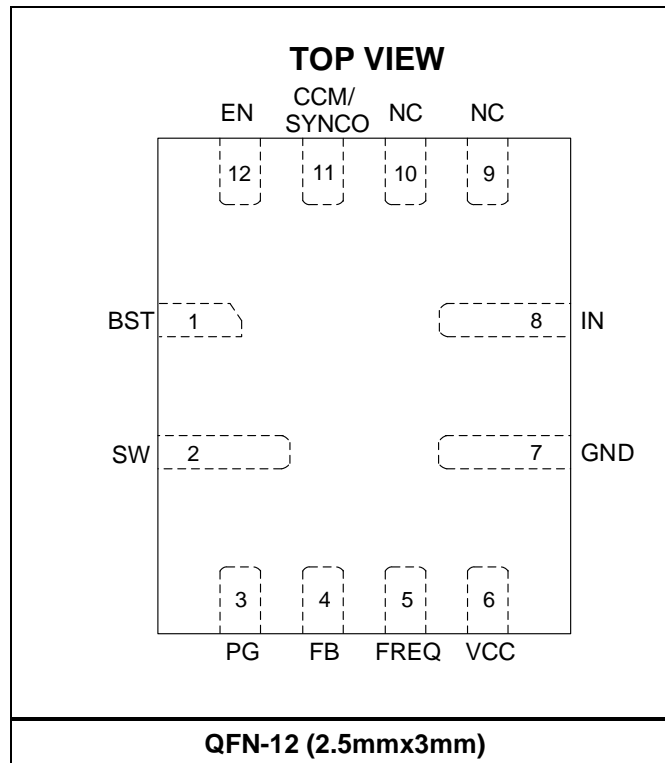 TOP VIEW
EN
CCM/
SYNCO
NC
NC
12
11
10
9
BST
1
8
IN
SW
2
7
GND
3
4
5
6
PG
FB
FREQ
VCC
QFN-12 (2.5mmx3mm)